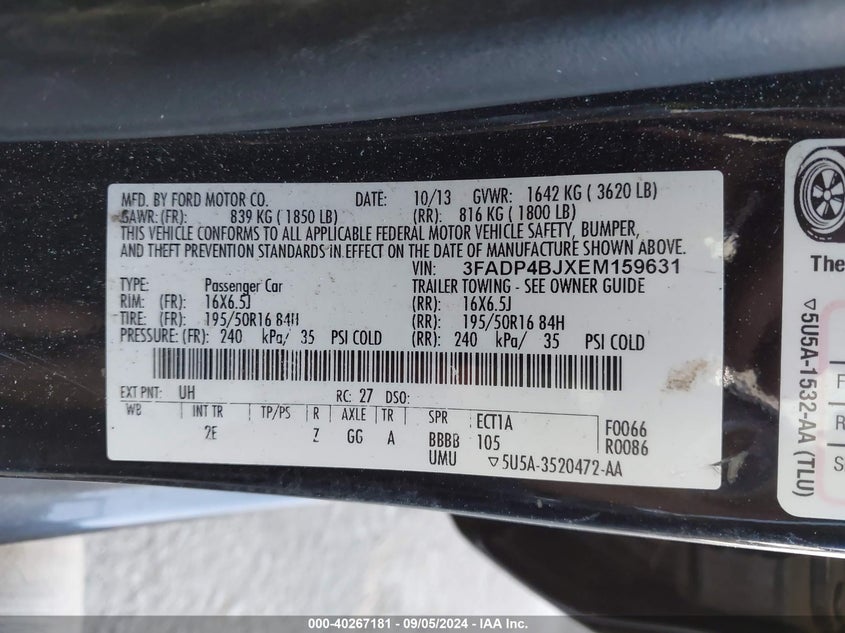 MFD. BY FORD MOTOR CO. DATE: 10/13 GVWR: 1642 KG ( 3620 LB)
GAWR: (FR): 839 KG ( 1850 LB) (RR): 816 KG ( 1800 LB)
THIS VEHICLE CONFORMS TO ALL APPLICABLE FEDERAL MOTOR VEHICLE SAFETY, BUMPER,
AND THEFT PREVENTION STANDARDS IN EFFECT ON THE DATE OF MANUFACTURE SHOWN ABOVE.
VIN: 3FADP4BJXEM159631
TYPE: Passenger Car TRAILER TOWING - SEE OWNER GUIDE
RIM: (FR): 16X6.5J (RR): 16X6.5J
TIRE: (FR): 195/50R16 84H (RR): 195/50R16 84H
PRESSURE: (FR): 240 kPa/ 35 PSI COLD (RR): 240 kPa/ 35 PSI COLD
EXT PNT: UH RC: 27 DSO:
WB INT TR TP/PS R AXLE TR SPR ECT1A F0066
2E Z GG A BBBB 105 R0086
UMU ▽5U5A-3520472-AA
The
▽5U5A-1532-AA (TLU)
F
R
S
000-40267181 - 09/05/2024 - IAA Inc.